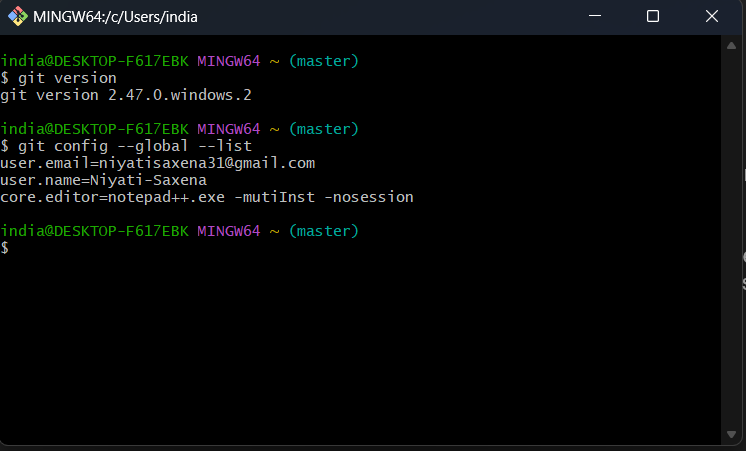 MINGW64:/c/Users/india
india@DESKTOP-F617EBK MINGW64 ~ (master)
$ git version
git version 2.47.0.windows.2
india@DESKTOP-F617EBK MINGW64 ~ (master)
$ git config --global --list
user.email=niyatisaxena31@gmail.com
user.name=Niyati-Saxena
core.editor=notepad++.exe -mutiInst -nosession
india@DESKTOP-F617EBK MINGW64 ~ (master)
$